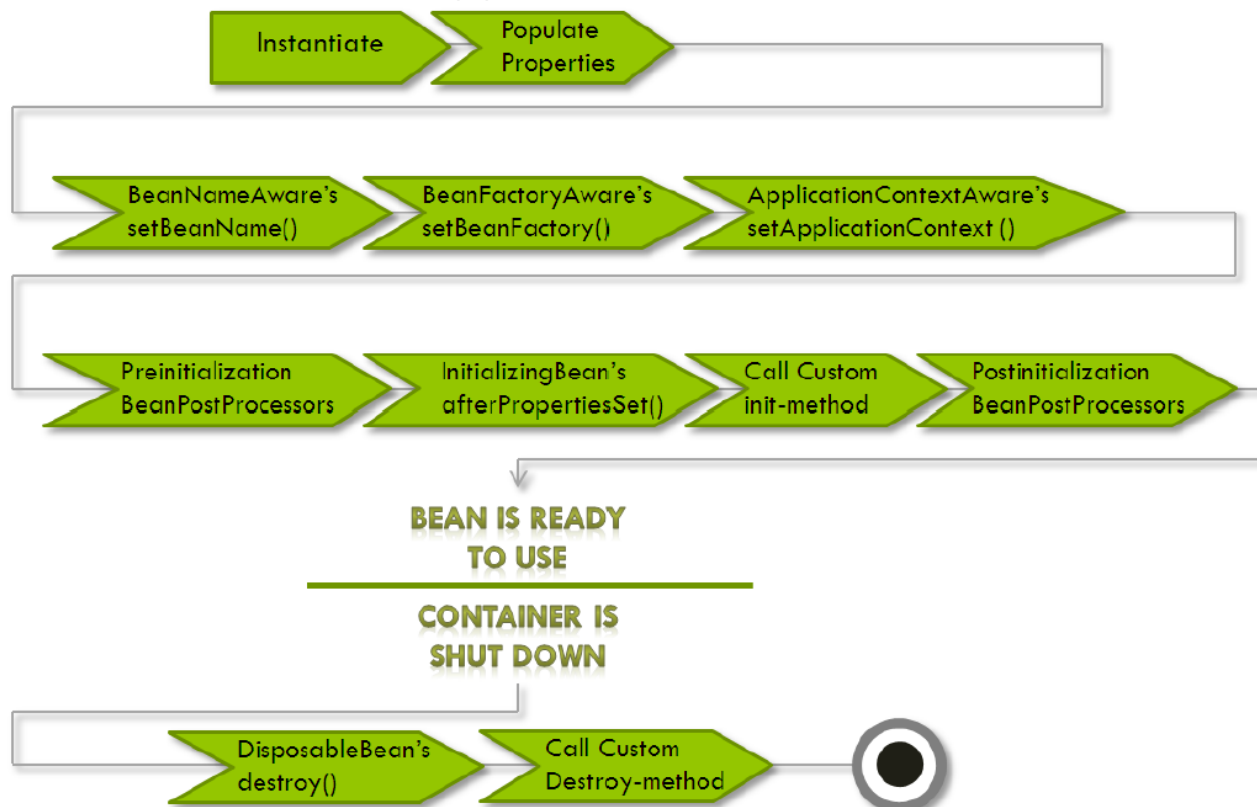 Instantiate
Populate
Properties
BeanNameAware's
setBeanName()
BeanFactoryAware's
setBeanFactory()
ApplicationContextAware's
setApplicationContext ()
Preinitialization
BeanPostProcessors
InitializingBean's
afterPropertiesSet()
Call Custom
init-method
Postinitialization
BeanPostProcessors
BEAN IS READY
TO USE
CONTAINER IS
SHUT DOWN
DisposableBean's
destroy()
Call Custom
Destroy-method